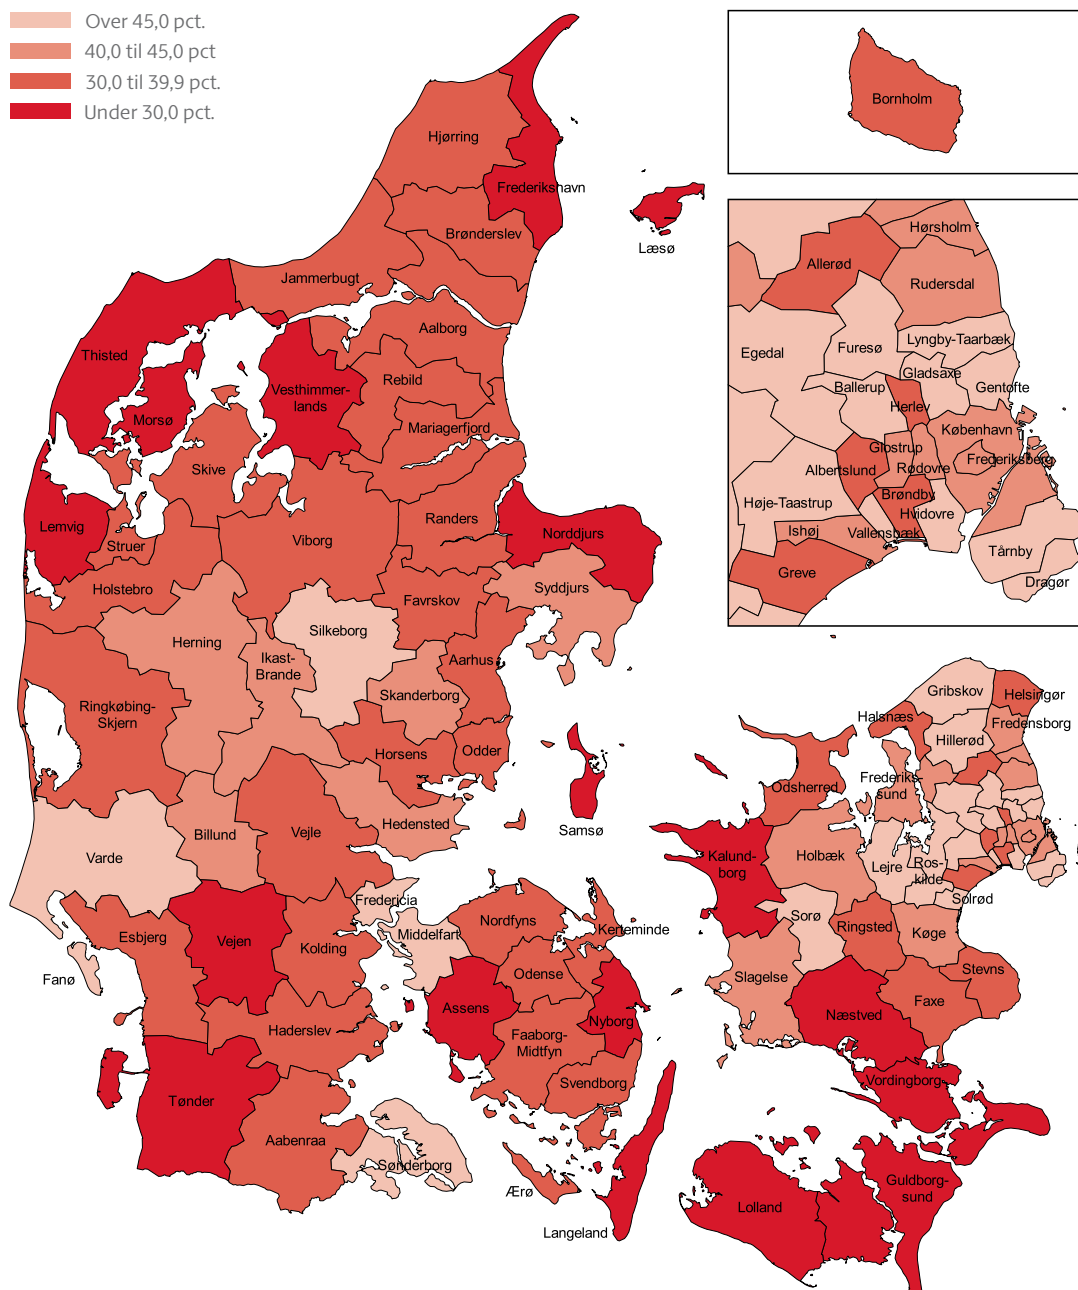 Over 45,0 pct.
40,0 til 45,0 pct
30,0 til 39,9 pct.
Under 30,0 pct.
Bornholm
Hjørring
Frederikshavn
Læsø
Brønderslev
Jammerbugt
Aalborg
Thisted
Morsø
Vesthimmer-
lands
Rebild
Mariagerfjord
Skive
Lemvig
Struer
Viborg
Randers
Norddjurs
Holstebro
Favrskov
Syddjurs
Herning
Silkeborg
Ikast-
Brande
Aarhus
Skanderborg
Ringkøbing-
Skjern
Horsens
Odder
Samsø
Hedensted
Billund
Vejle
Varde
Fredericia
Middelfart
Nordfyns
Kerteminde
Esbjerg
Vejen
Kolding
Fanø
Odense
Assens
Nyborg
Haderslev
Faaborg-
Midtfyn
Svendborg
Tønder
Aabenraa
Sønderborg
Ærø
Langeland
Hørsholm
Allerød
Rudersdal
Egedal
Furesø
Lyngby-Taarbæk
Gladsaxe
Gentofte
Ballerup
Herlev
København
Glostrup
Frederiksberg
Albertslund
Rødovre
Brøndby
Høje-Taastrup
Hvidovre
Ishøj
Vallensbæk
Tårnby
Greve
Dragør
Gribskov
Helsingør
Halsnæs
Fredensborg
Hillerød
Frederiks-
sund
Odsherred
Kalund-
borg
Holbæk
Lejre
Ros-
kilde
Solrød
Sorø
Ringsted
Køge
Slagelse
Stevns
Faxe
Næstved
Vordingborg
Guldborg-
sund
Lolland